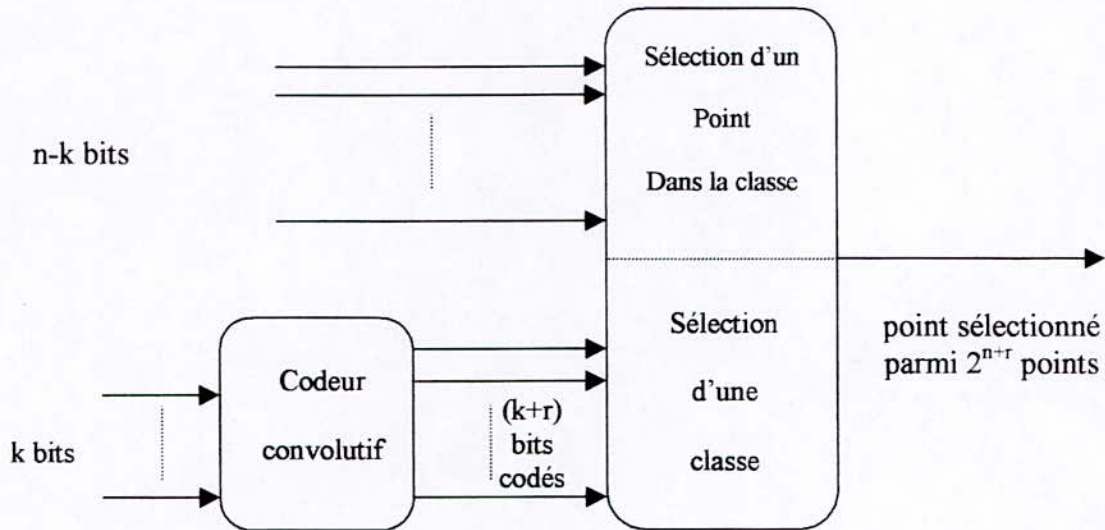 n-k bits
Sélection d'un
Point
Dans la classe
k bits
Codeur
convolutif
(k+r)
bits
codés
Sélection
d'une
classe
point sélectionné
parmi 2^{n+r} points